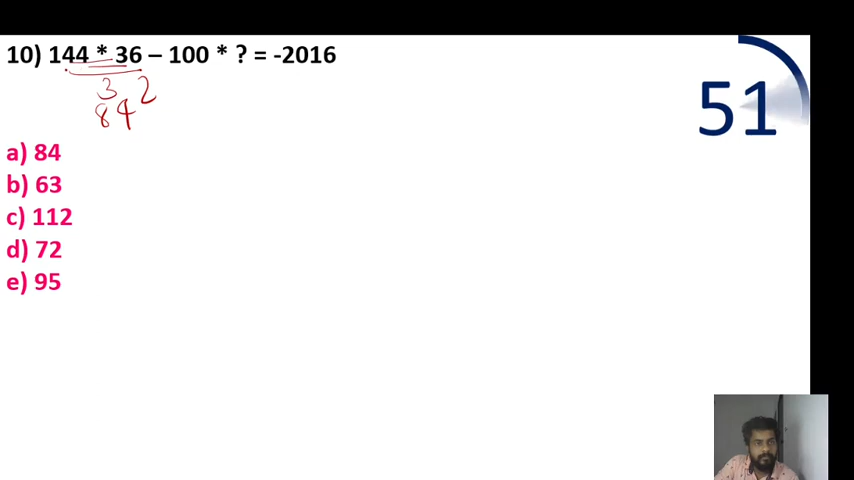 10) 144 * 36 – 100 * ? = -2016
51
3 2
84
a) 84
b) 63
c) 112
d) 72
e) 95